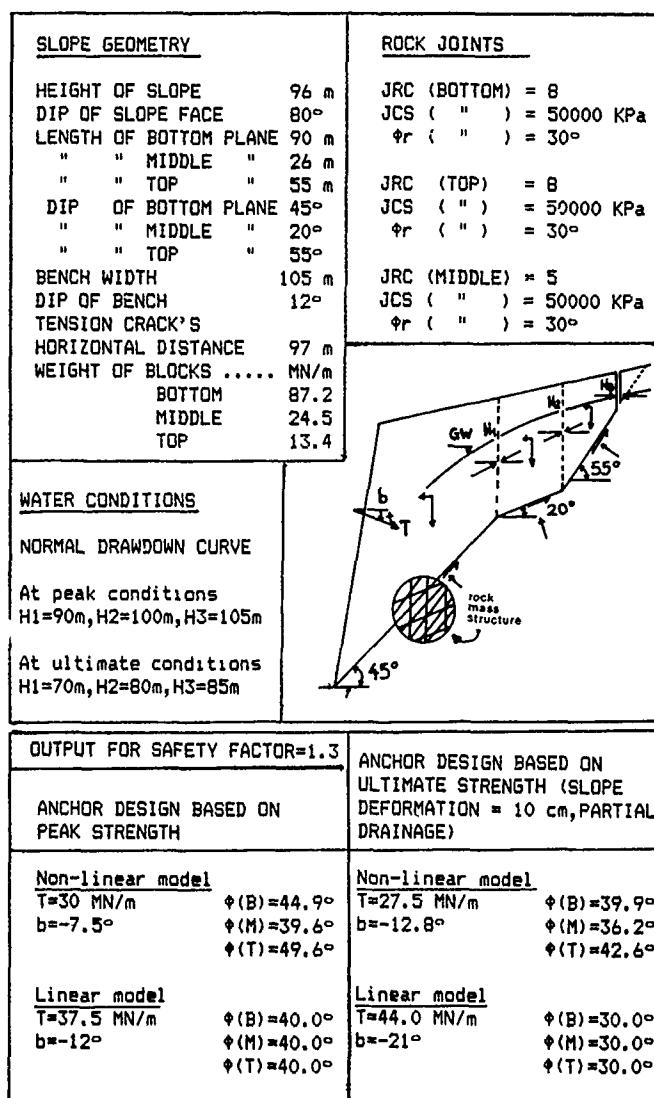 SLOPE GEOMETRY
HEIGHT OF SLOPE 96 m
DIP OF SLOPE FACE 80°
LENGTH OF BOTTOM PLANE 90 m
" " MIDDLE " 26 m
" " TOP " 55 m
DIP OF BOTTOM PLANE 45°
" " MIDDLE " 20°
" " TOP " 55°
BENCH WIDTH 105 m
DIP OF BENCH 12°
TENSION CRACK'S
HORIZONTAL DISTANCE 97 m
WEIGHT OF BLOCKS ..... MN/m
BOTTOM 87.2
MIDDLE 24.5
TOP 13.4
ROCK JOINTS
JRC (BOTTOM) = 8
JCS ( " ) = 50000 KPa
φr ( " ) = 30°
JRC (TOP) = 8
JCS ( " ) = 50000 KPa
φr ( " ) = 30°
JRC (MIDDLE) = 5
JCS ( " ) = 50000 KPa
φr ( " ) = 30°
WATER CONDITIONS
NORMAL DRAWDOWN CURVE
At peak conditions
H1=90m,H2=100m,H3=105m
At ultimate conditions
H1=70m,H2=80m,H3=85m
H3
H2
H1
GW
55°
b
T
20°
rock
mass
structure
45°
OUTPUT FOR SAFETY FACTOR=1.3
ANCHOR DESIGN BASED ON
PEAK STRENGTH
Non-linear model
T=30 MN/m φ(B)=44.9°
b=-7.5° φ(M)=39.6°
φ(T)=49.6°
Linear model
T=37.5 MN/m φ(B)=40.0°
b=-12° φ(M)=40.0°
φ(T)=40.0°
ANCHOR DESIGN BASED ON
ULTIMATE STRENGTH (SLOPE
DEFORMATION = 10 cm,PARTIAL
DRAINAGE)
Non-linear model
T=27.5 MN/m φ(B)=39.9°
b=-12.8° φ(M)=36.2°
φ(T)=42.6°
Linear model
T=44.0 MN/m φ(B)=30.0°
b=-21° φ(M)=30.0°
φ(T)=30.0°